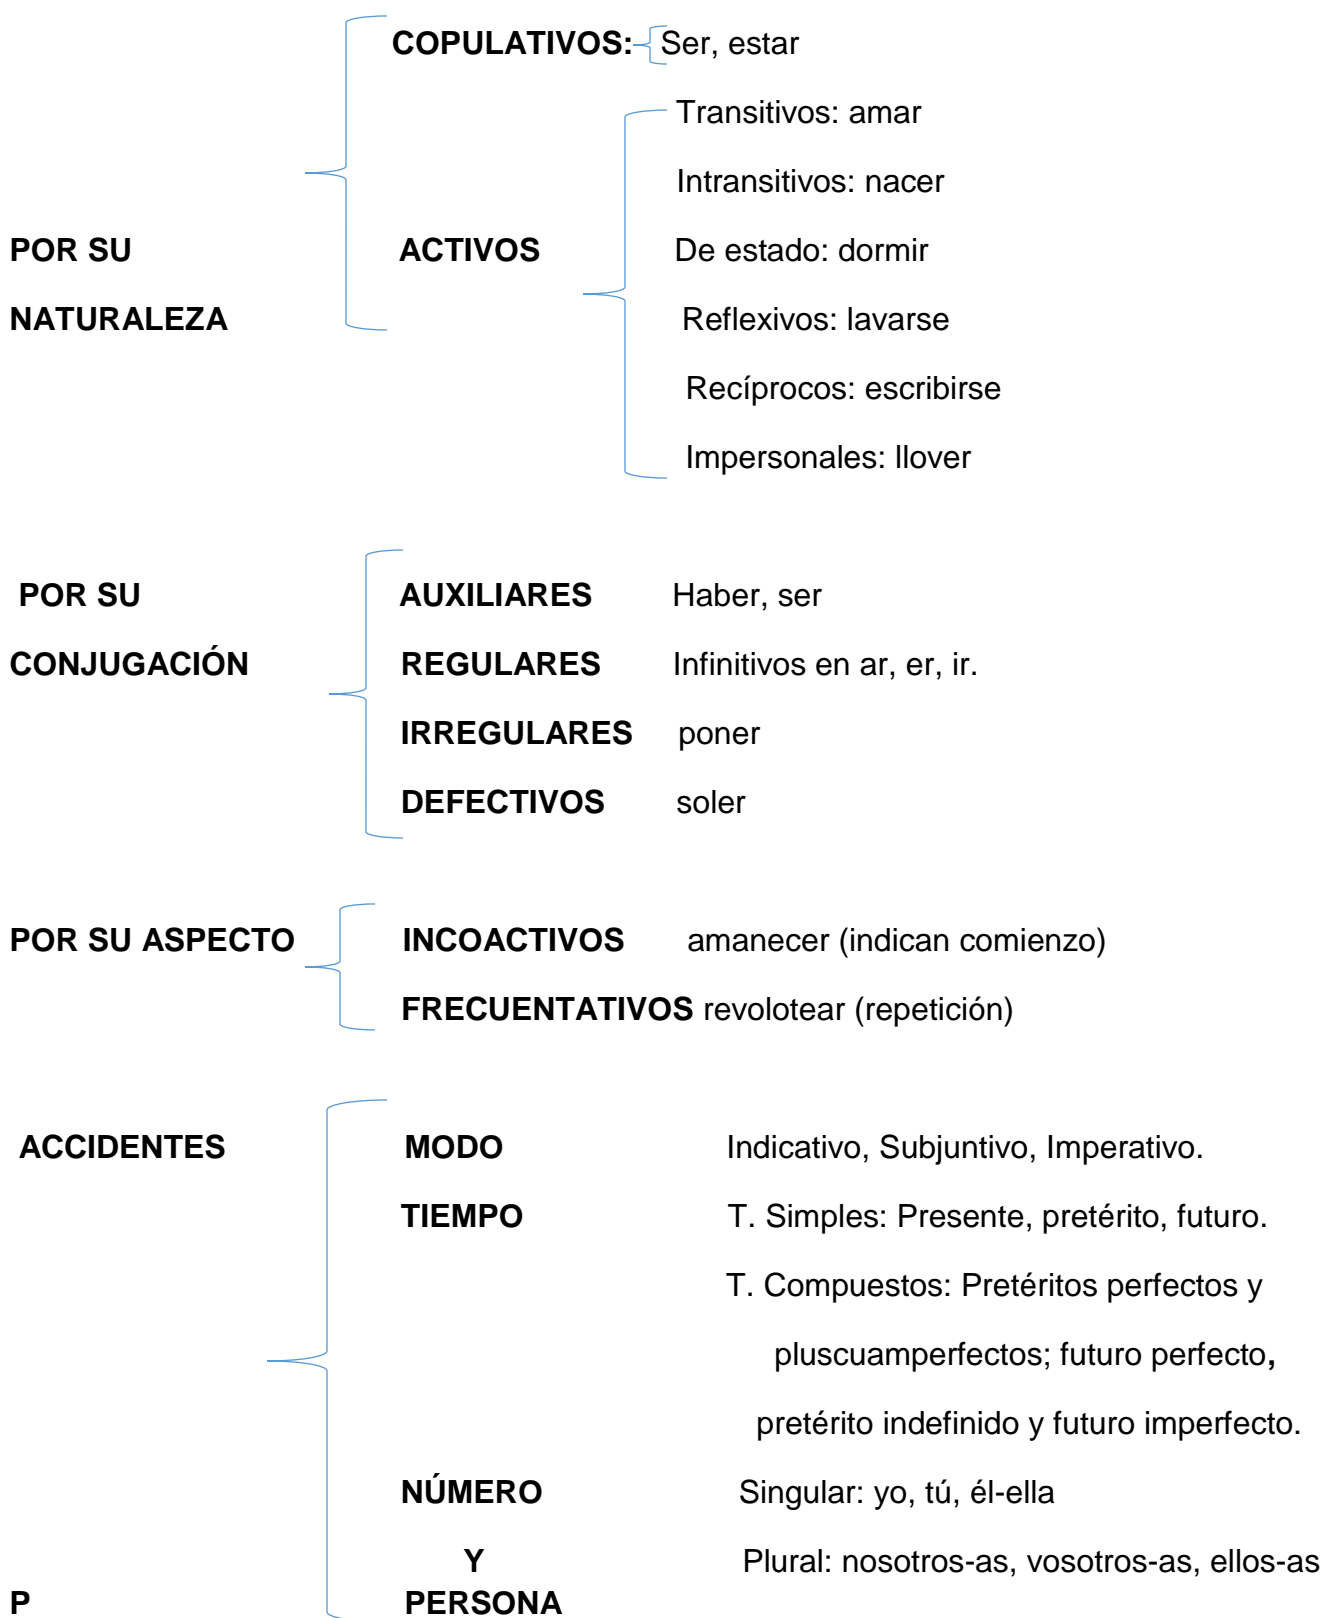 COPULATIVOS: Ser, estar
Transitivos: amar
Intransitivos: nacer
POR SU ACTIVOS De estado: dormir
NATURALEZA Reflexivos: lavarse
Recíprocos: escribirse
Impersonales: llover
POR SU AUXILIARES Haber, ser
CONJUGACIÓN REGULARES Infinitivos en ar, er, ir.
IRREGULARES poner
DEFECTIVOS soler
POR SU ASPECTO INCOACTIVOS amanecer (indican comienzo)
FRECUENTATIVOS revolotear (repetición)
ACCIDENTES MODO Indicativo, Subjuntivo, Imperativo.
TIEMPO T. Simples: Presente, pretérito, futuro.
T. Compuestos: Pretéritos perfectos y
pluscuamperfectos; futuro perfecto,
pretérito indefinido y futuro imperfecto.
NÚMERO Singular: yo, tú, él-ella
Y Plural: nosotros-as, vosotros-as, ellos-as
P PERSONA